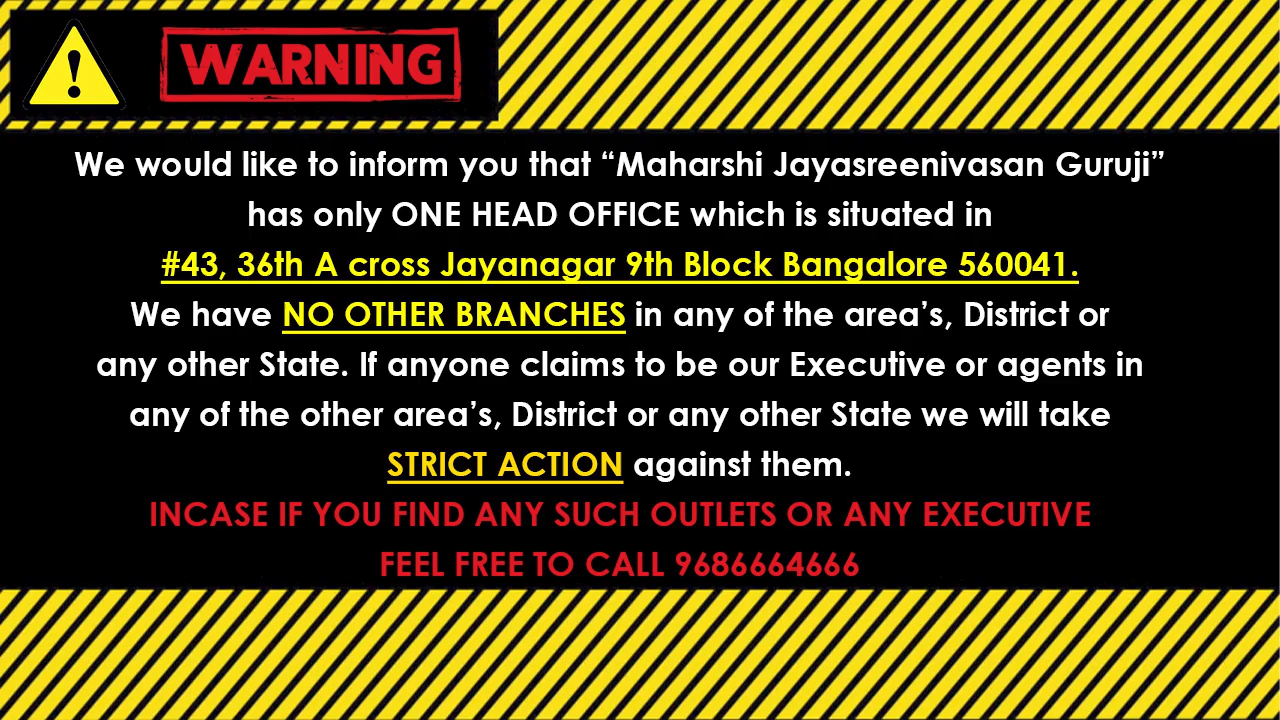 WARNING
We would like to inform you that “Maharshi Jayasreenivasan Guruji”
has only ONE HEAD OFFICE which is situated in
#43, 36th A cross Jayanagar 9th Block Bangalore 560041.
We have NO OTHER BRANCHES in any of the area’s, District or
any other State. If anyone claims to be our Executive or agents in
any of the other area’s, District or any other State we will take
STRICT ACTION against them.
INCASE IF YOU FIND ANY SUCH OUTLETS OR ANY EXECUTIVE
FEEL FREE TO CALL 9686664666